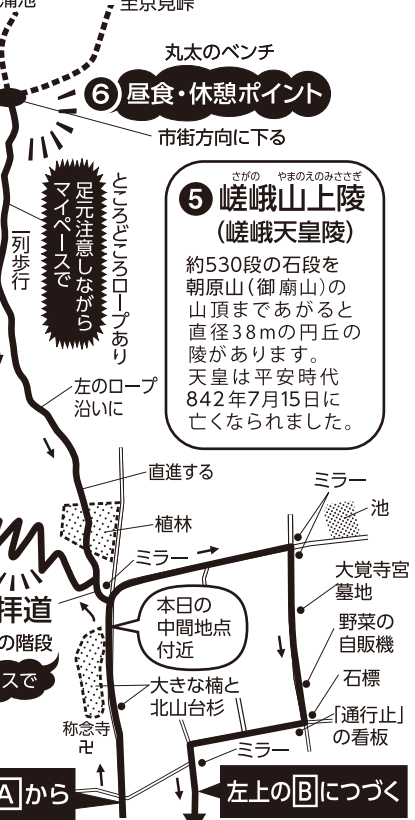 至京見峠
丸太のベンチ
⑥昼食・休憩ポイント
市街方向に下る
さがの やまのえのみささぎ
⑤嵯峨山上陵
(嵯峨天皇陵)
約530段の石段を
朝原山(御廟山)の
山頂まであがると
直径38mの円丘の
陵があります。
天皇は平安時代
842年7月15日に
亡くなられました。
ところどころロープあり
足元注意しながら
マイペースで
一列歩行
左のロープ
沿いに
直進する
植林
ミラー
ミラー
池
大覚寺宮
墓地
野菜の
自販機
石標
「通行止」
の看板
ミラー
本日の
中間地点
付近
大きな楠と
北山台杉
拝道
の階段
スで
称念寺
卍
Aから
左上のBにつづく